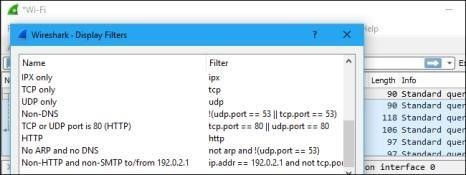 *Wi-Fi
Wireshark - Display Filters
Help
Name Filter
IPX only ipx
TCP only tcp
UDP only udp
Non-DNS !(udp.port == 53 || tcp.port == 53)
TCP or UDP port is 80 (HTTP) tcp.port == 80 || udp.port == 80
HTTP http
No ARP and no DNS not arp and !(udp.port == 53)
Non-HTTP and non-SMTP to/from 192.0.2.1 ip.addr == 192.0.2.1 and not tcp.por
Length Info
90 Standard quer
90 Standard quer
118 Standard quer
106 Standard quer
97 Standard quer
97 Standard quer
on interface 0